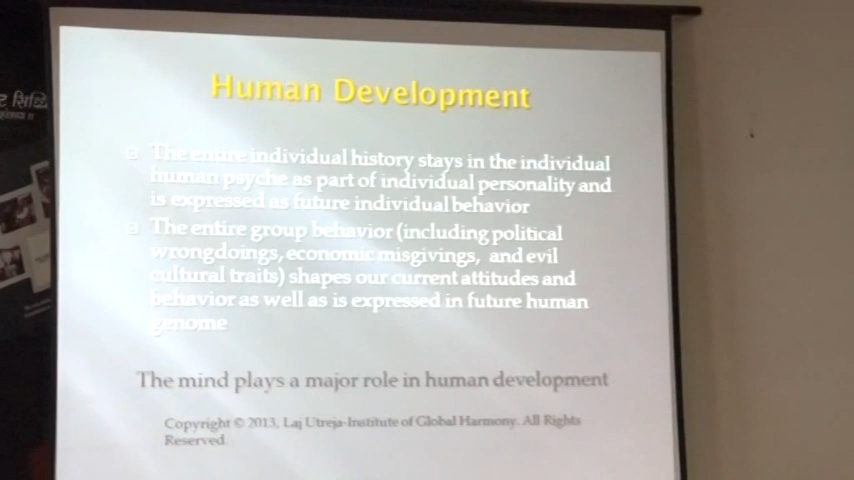 Human Development
The entire individual history stays in the individual
human psyche as part of individual personality and
is expressed as future individual behavior
The entire group behavior (including political
wrongdoings, economic misgivings, and evil
cultural traits) shapes our current attitudes and
behavior as well as is expressed in future human
genome
The mind plays a major role in human development
Copyright © 2013, Laj Utreja-Institute of Global Harmony. All Rights
Reserved.